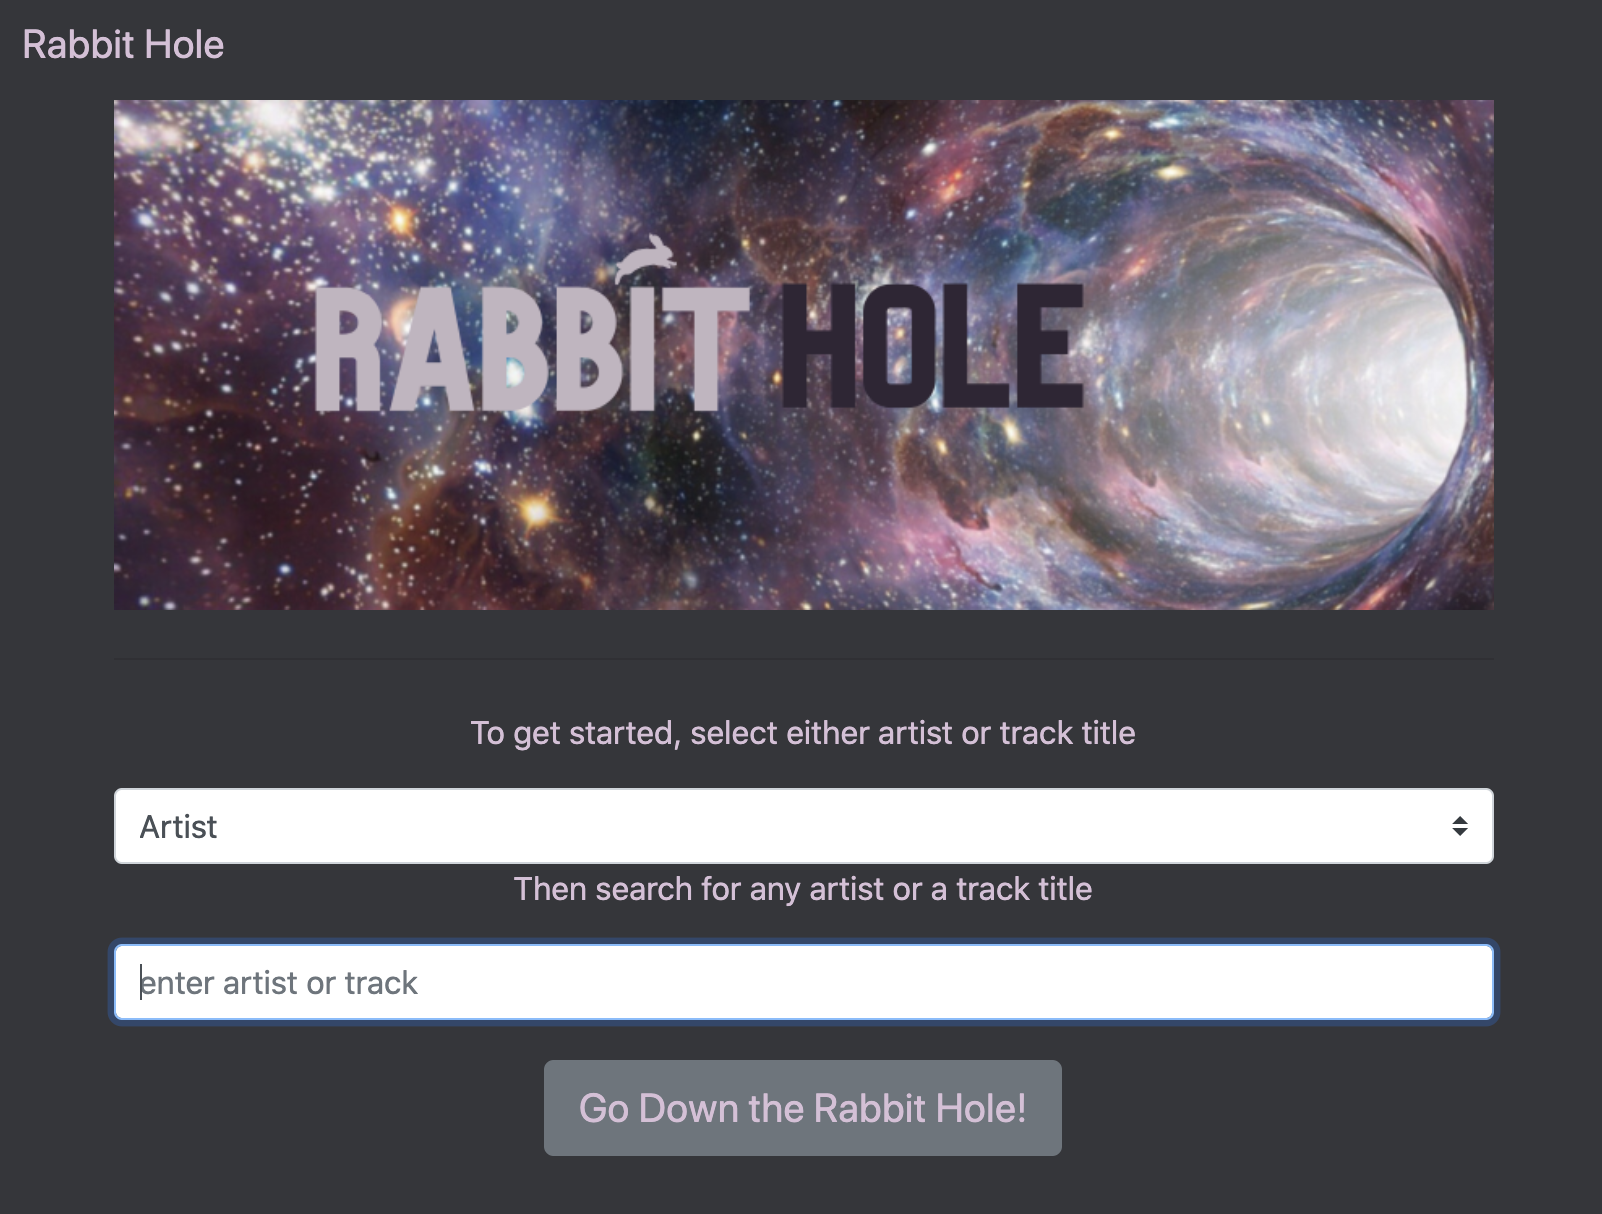 Rabbit Hole
RABBIT HOLE
To get started, select either artist or track title
Artist
Then search for any artist or a track title
enter artist or track
Go Down the Rabbit Hole!